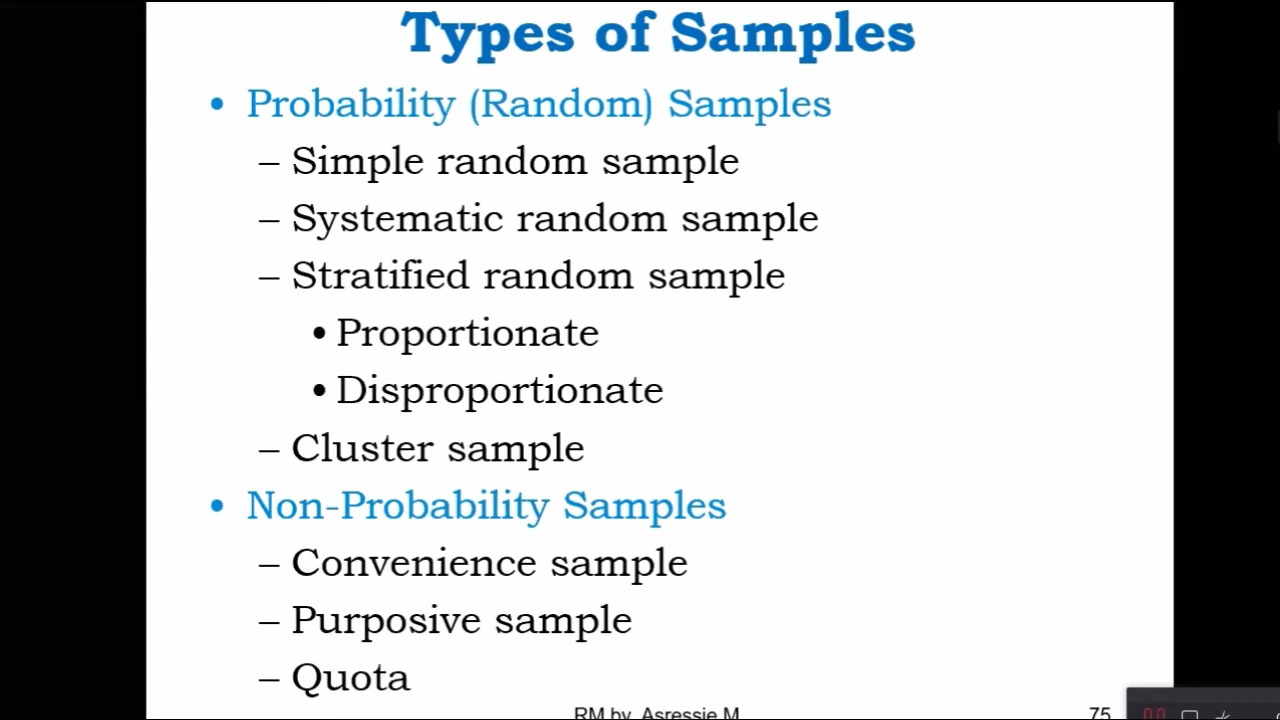 Types of Samples
• Probability (Random) Samples
– Simple random sample
– Systematic random sample
– Stratified random sample
• Proportionate
• Disproportionate
– Cluster sample
• Non-Probability Samples
– Convenience sample
– Purposive sample
– Quota
RM by Asressie M 75